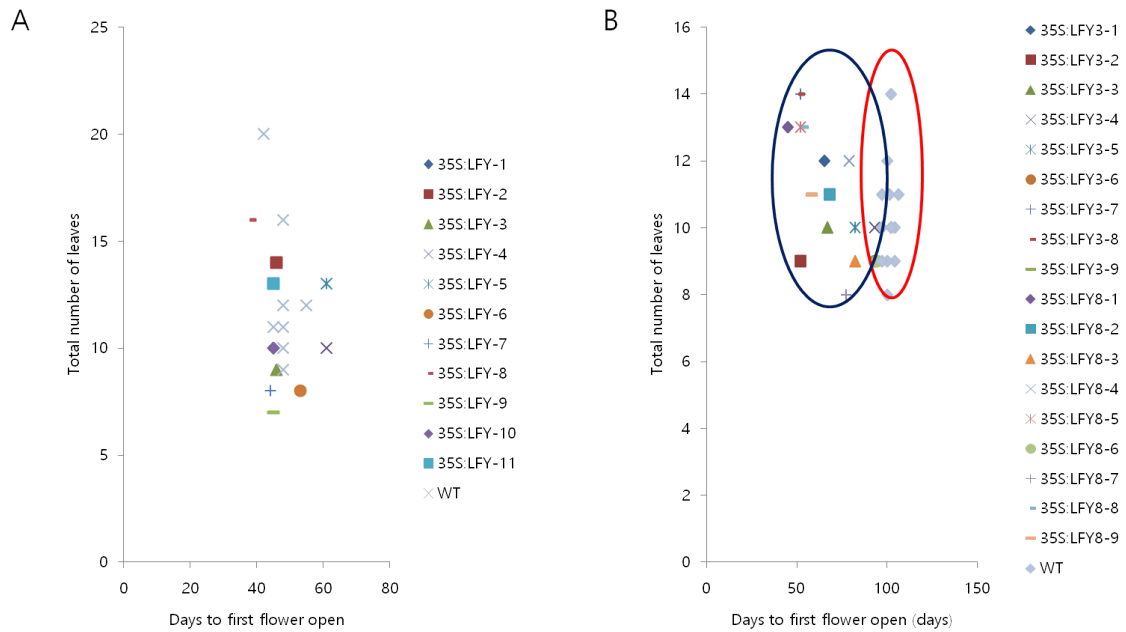 A
25
20
15
10
5
0
0 20 40 60 80
Total number of leaves
Days to first flower open
35S:LFY-1
35S:LFY-2
35S:LFY-3
35S:LFY-4
35S:LFY-5
35S:LFY-6
35S:LFY-7
35S:LFY-8
35S:LFY-9
35S:LFY-10
35S:LFY-11
WT
B
16
14
12
10
8
6
4
2
0
0 50 100 150
Total number of leaves
Days to first flower open (days)
35S:LFY3-1
35S:LFY3-2
35S:LFY3-3
35S:LFY3-4
35S:LFY3-5
35S:LFY3-6
35S:LFY3-7
35S:LFY3-8
35S:LFY3-9
35S:LFY8-1
35S:LFY8-2
35S:LFY8-3
35S:LFY8-4
35S:LFY8-5
35S:LFY8-6
35S:LFY8-7
35S:LFY8-8
35S:LFY8-9
WT